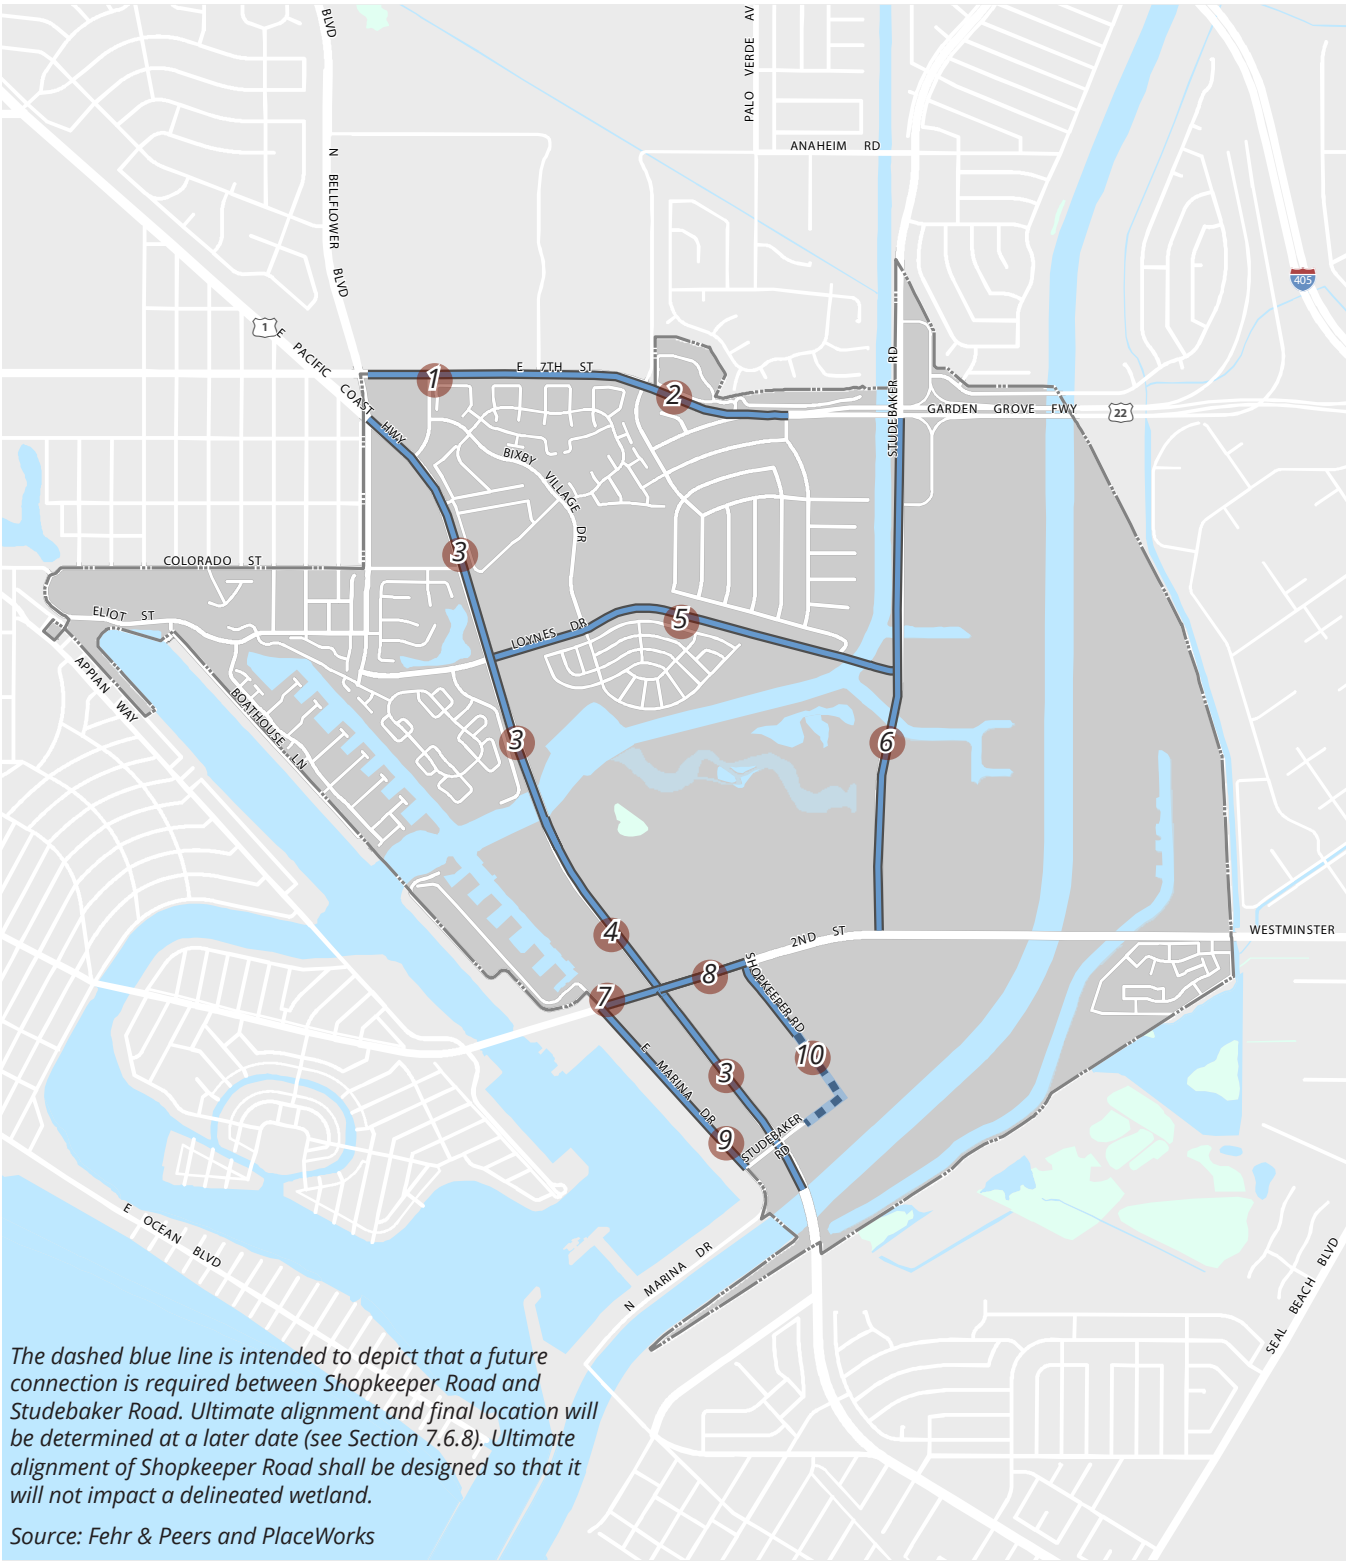 BLVD
PALO VERDE AV
ANAHEIM RD
N BELLFLOWER BLVD
405
1
E PACIFIC COAST HWY
E 7TH ST
1
2
STUDEBAKER RD
GARDEN GROVE FWY
22
BIXBY VILLAGE DR
3
COLORADO ST
ELIOT ST
LOYNES DR
5
APPIAN WAY
BOATHOUSE LN
3
6
4
2ND ST
WESTMINSTER
8
SHOPKEEPER RD
7
E MARINA DR
10
3
9
STUDEBAKER
RD
E OCEAN BLVD
N MARINA DR
SEAL BEACH BLVD
The dashed blue line is intended to depict that a future
connection is required between Shopkeeper Road and
Studebaker Road. Ultimate alignment and final location will
be determined at a later date (see Section 7.6.8). Ultimate
alignment of Shopkeeper Road shall be designed so that it
will not impact a delineated wetland.
Source: Fehr & Peers and PlaceWorks